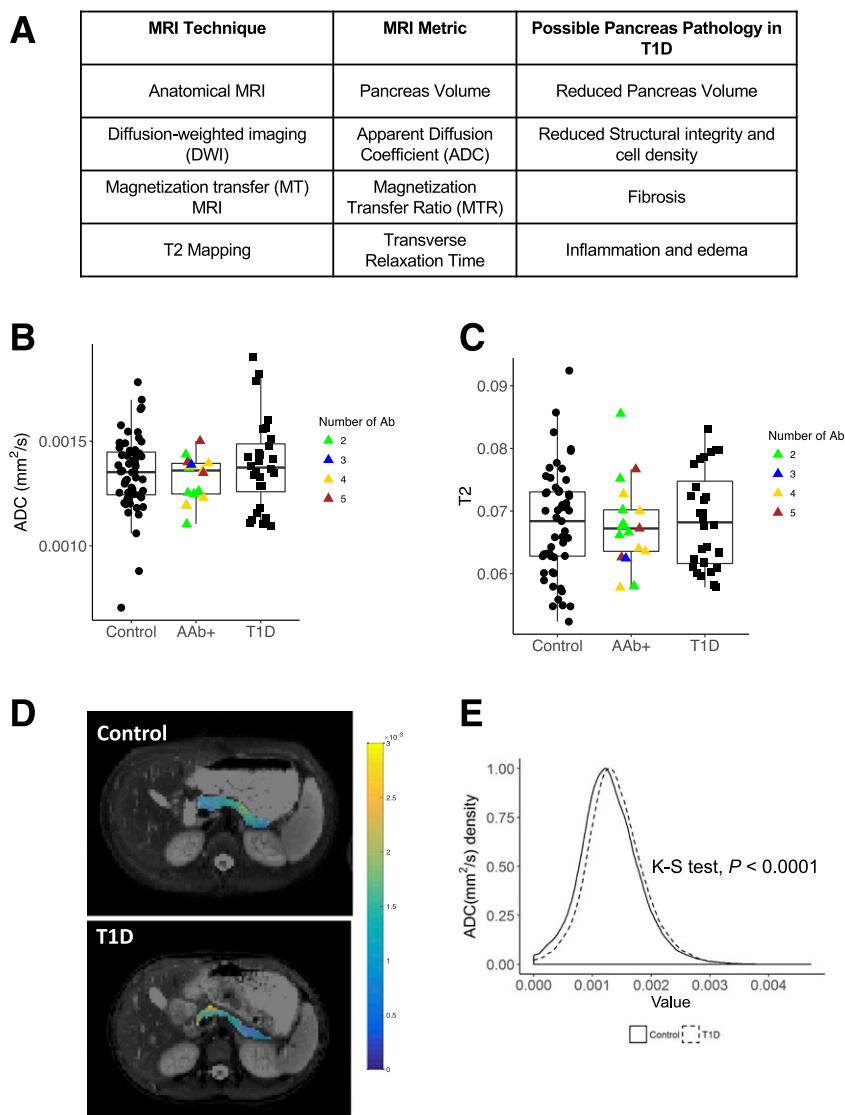 A
MRI Technique
MRI Metric
Possible Pancreas Pathology in
T1D
Anatomical MRI
Pancreas Volume
Reduced Pancreas Volume
Diffusion-weighted imaging
(DWI)
Apparent Diffusion
Coefficient (ADC)
Reduced Structural integrity and
cell density
Magnetization transfer (MT)
MRI
Magnetization
Transfer Ratio (MTR)
Fibrosis
T2 Mapping
Transverse
Relaxation Time
Inflammation and edema
B
ADC (mm²/s)
0.0015
0.0010
Control
AAb+
T1D
Number of Ab
2
3
4
5
C
T2
0.09
0.08
0.07
0.06
Control
AAb+
T1D
Number of Ab
2
3
4
5
D
Control
T1D
×10⁻³
3
2.5
2
1.5
1
0.5
0
E
ADC(mm²/s) density
1.00
0.75
0.50
0.25
0.00
K-S test, P < 0.0001
0.000
0.001
0.002
0.003
0.004
Value
Control
T1D